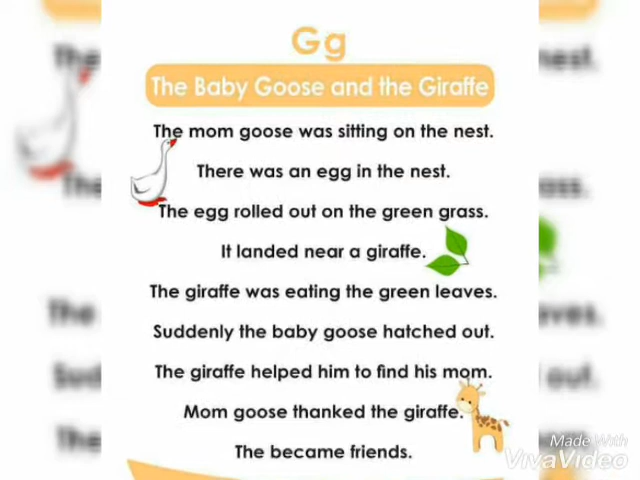 Gg
The Baby Goose and the Giraffe
The mom goose was sitting on the nest.
There was an egg in the nest.
The egg rolled out on the green grass.
It landed near a giraffe.
The giraffe was eating the green leaves.
Suddenly the baby goose hatched out.
The giraffe helped him to find his mom.
Mom goose thanked the giraffe.
The became friends.
Made With
VivaVideo